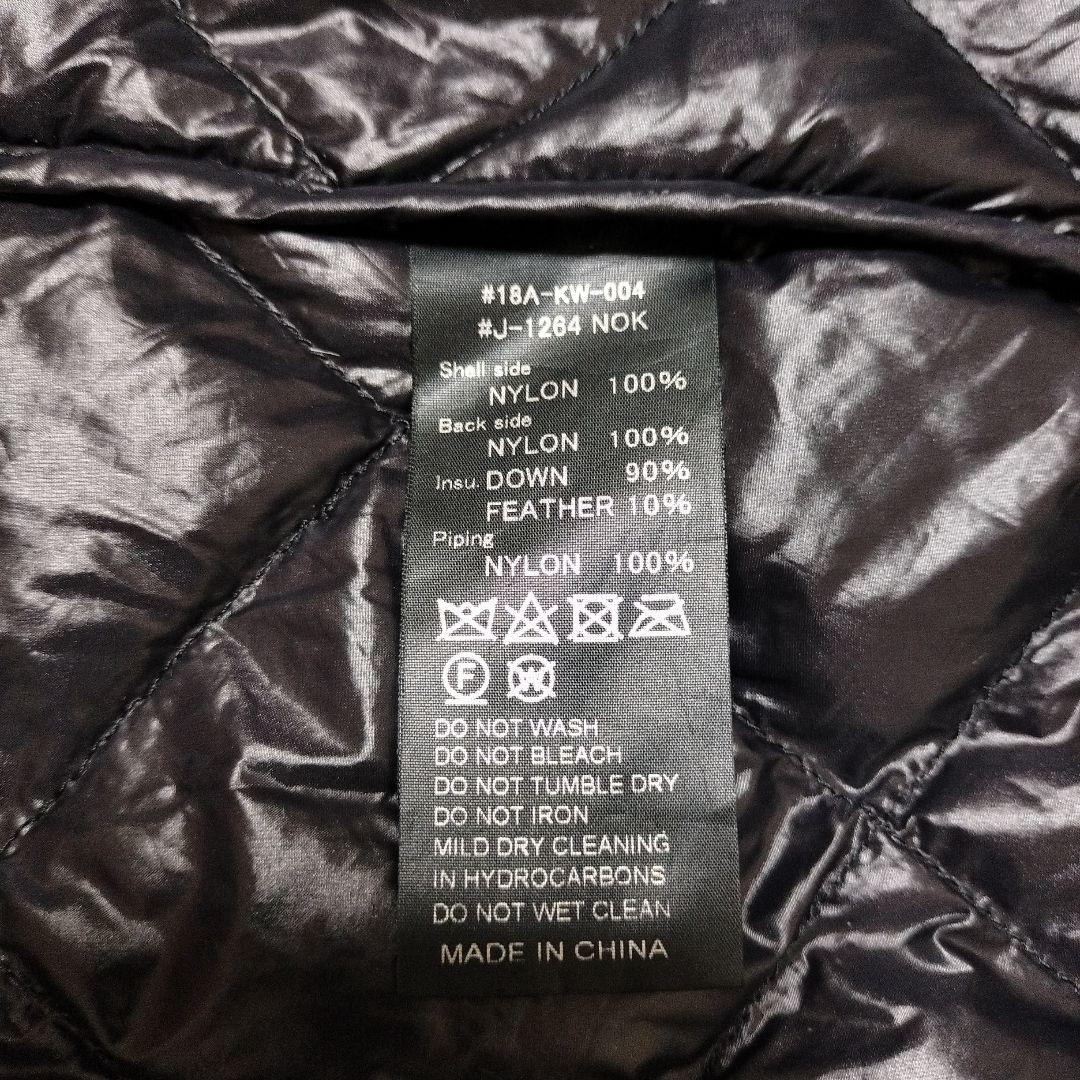 #18A-KW-004
#J-1264 NOK
Shell side
NYLON 100%
Back side
NYLON 100%
Insu. DOWN 90%
FEATHER 10%
Piping
NYLON 100%
F W
DO NOT WASH
DO NOT BLEACH
DO NOT TUMBLE DRY
DO NOT IRON
MILD DRY CLEANING
IN HYDROCARBONS
DO NOT WET CLEAN
MADE IN CHINA